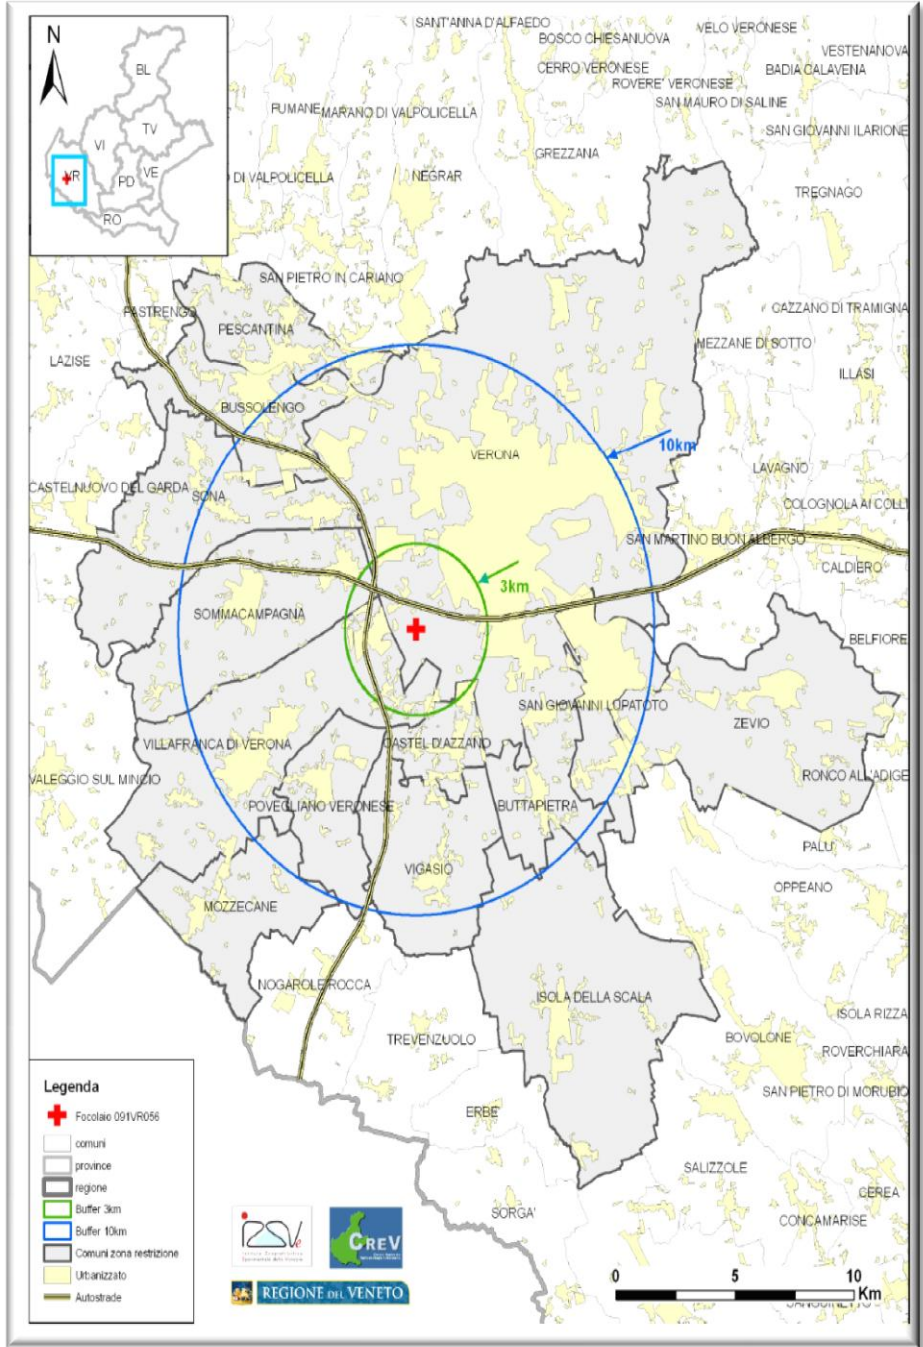 N
BL
TV
VI
VR
PD
VE
RO
SANT'ANNA D'ALFAEDO
BOSCO CHIESANUOVA
VELO VERONESE
VESTENANOVA
CERRO VERONESE
BADIA CALAVENA
ROVERE' VERONESE
SAN MAURO DI SALINE
FUMANE
MARANO DI VALPOLICELLA
SAN GIOVANNI ILARIONE
GREZZANA
O DI VALPOLICELLA
NEGRAR
TREGNAGO
SAN PIETRO IN CARIANO
PASTRENGO
CAZZANO DI TRAMIGNA
PESCANTINA
MEZZANE DI SOTTO
LAZISE
ILLASI
BUSSOLENGO
10km
VERONA
LAVAGNO
CASTELNUOVO DEL GARDA
SONA
COLOGNOLA AI COLLI
SAN MARTINO BUON ALBERGO
CALDIERO
3km
SOMMACAMPAGNA
BELFIORE
SAN GIOVANNI LUPATOTO
ZEVIO
VILLAFRANCA DI VERONA
CASTEL D'AZZANO
VALEGGIO SUL MINCIO
RONCO ALL'ADIGE
POVEGLIANO VERONESE
BUTTAPIETRA
PALU'
VIGASIO
OPPEANO
MOZZECANE
NOGAROLE ROCCA
ISOLA DELLA SCALA
ISOLA RIZZA
TREVENZUOLO
BOVOLONE
ROVERCHIARA
SAN PIETRO DI MORUBIO
ERBE'
SALIZZOLE
CEREA
SORGA'
CONCAMARISE
Legenda
Focolaio 091VR056
comuni
province
regione
Buffer 3km
Buffer 10km
Comuni zona restrizione
Urbanizzato
Autostrade
IZSVe
CREV
REGIONE DEL VENETO
0 5 10
Km